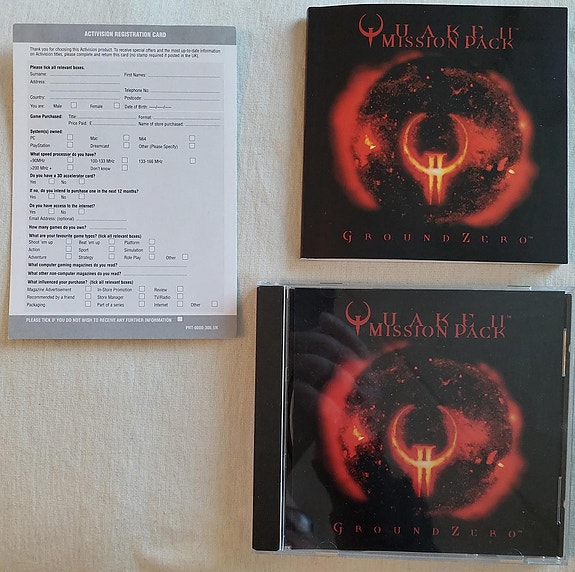 ACTIVISION REGISTRATION CARD
Thank you for choosing this Activision product. To receive special offers and the most up-to-date information
on Activision titles, please complete and return this card (no stamp required if posted in the UK).
Please tick all relevant boxes:
Surname: First Names:
Address:
Telephone No
Country: Postcode:
You are: Male Female Date of Birth:
Game Purchased: Title: Format
Price Paid: £ Name of store purchased:
System(s) owned:
PC Mac N64
PlayStation Dreamcast Other (Please Specify)
What speed processor do you have?
<90MHz 100-133 MHz 133-166 MHz
>200 MHz + Don't know
Do you have a 3D accelerator card?
Yes No
If no, do you intend to purchase one in the next 12 months?
Yes No
Do you have access to the internet?
Yes No
Email Address: (optional)
How many games do you own?
What are your favourite game types? (tick all relevant boxes)
Shoot 'em up Beat 'em up Platform
Action Sport Simulation
Adventure Strategy Role Play Other
What computer gaming magazines do you read?
What other non-computer magazines do you read?
What influenced your purchase? (tick all relevant boxes)
Magazine Advertisement In-Store Promotion Review
Recommended by a friend Store Manager TV/Radio
Packaging Part of a series Internet Other
PLEASE TICK IF YOU DO NOT WISH TO RECEIVE ANY FURTHER INFORMATION
QUAKE II™
MISSION PACK
GROUND ZERO™
QUAKE II™
MISSION PACK
GROUND ZERO™